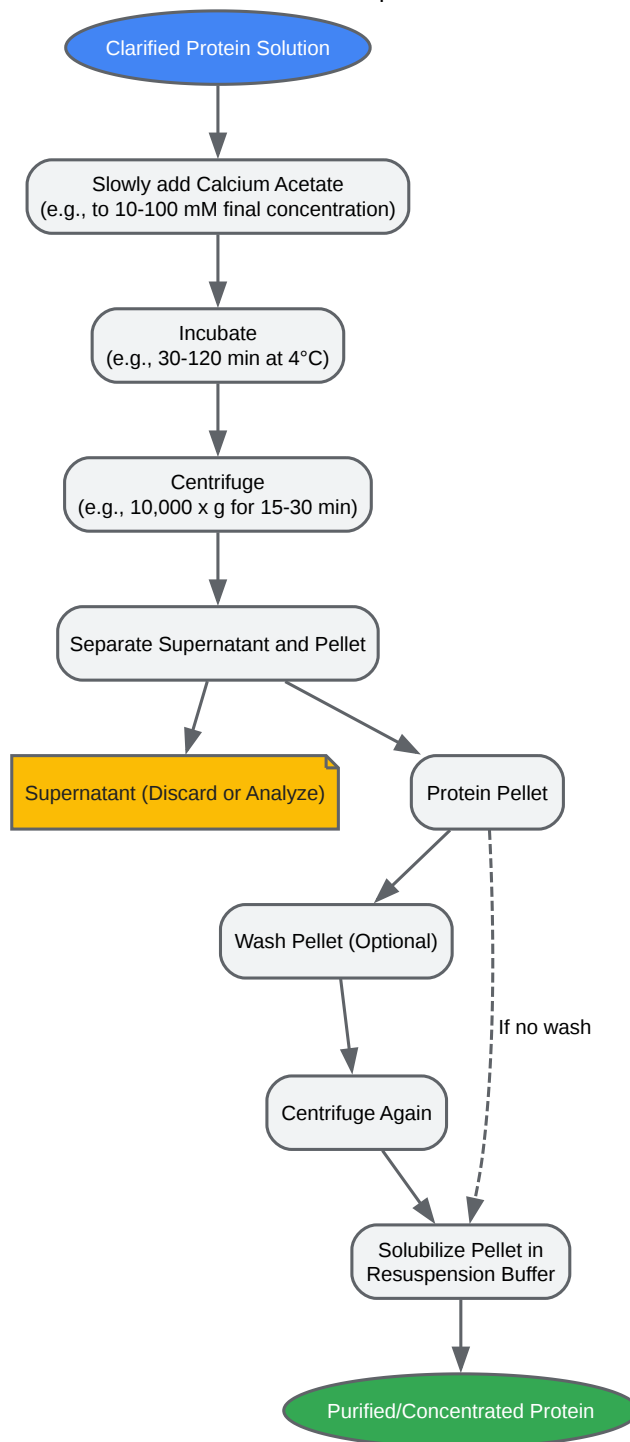 Clarified Protein Solution
Slowly add Calcium Acetate
(e.g., to 10-100 mM final concentration)
Incubate
(e.g., 30-120 min at 4°C)
Centrifuge
(e.g., 10,000 x g for 15-30 min)
Separate Supernatant and Pellet
Supernatant (Discard or Analyze)
Protein Pellet
Wash Pellet (Optional)
If no wash
Centrifuge Again
Solubilize Pellet in
Resuspension Buffer
Purified/Concentrated Protein